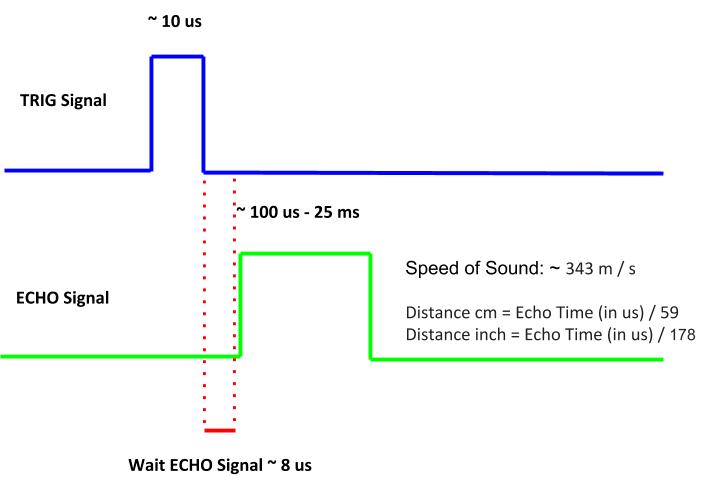 ~ 10 us
TRIG Signal
~ 100 us - 25 ms
Speed of Sound: ~ 343 m / s
ECHO Signal
Distance cm = Echo Time (in us) / 59
Distance inch = Echo Time (in us) / 178
Wait ECHO Signal ~ 8 us